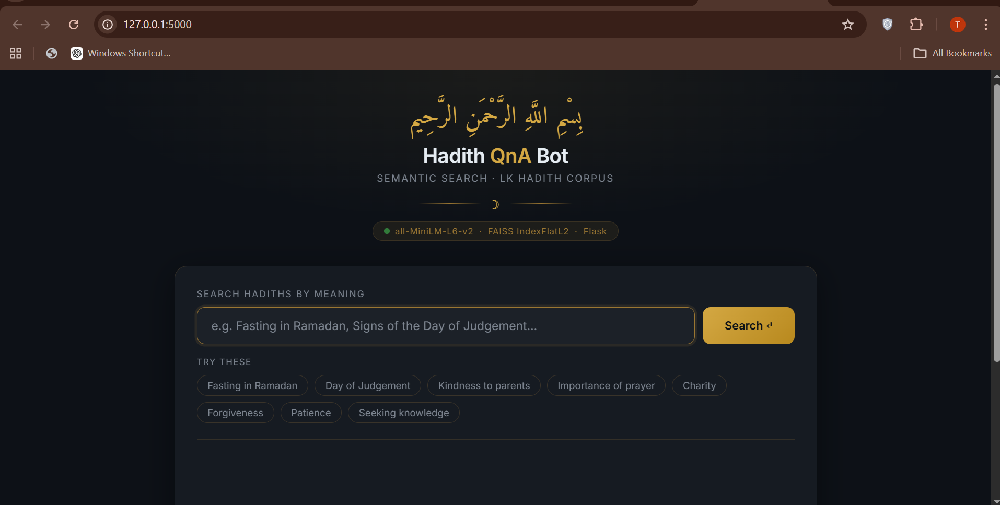 127.0.0.1:5000
T
Windows Shortcut...
All Bookmarks
بِسْمِ اللَّهِ الرَّحْمَنِ الرَّحِيمِ
Hadith QnA Bot
SEMANTIC SEARCH · LK HADITH CORPUS
all-MiniLM-L6-v2 · FAISS IndexFlatL2 · Flask
SEARCH HADITHS BY MEANING
e.g. Fasting in Ramadan, Signs of the Day of Judgement...
Search ↵
TRY THESE
Fasting in Ramadan Day of Judgement Kindness to parents Importance of prayer Charity
Forgiveness Patience Seeking knowledge